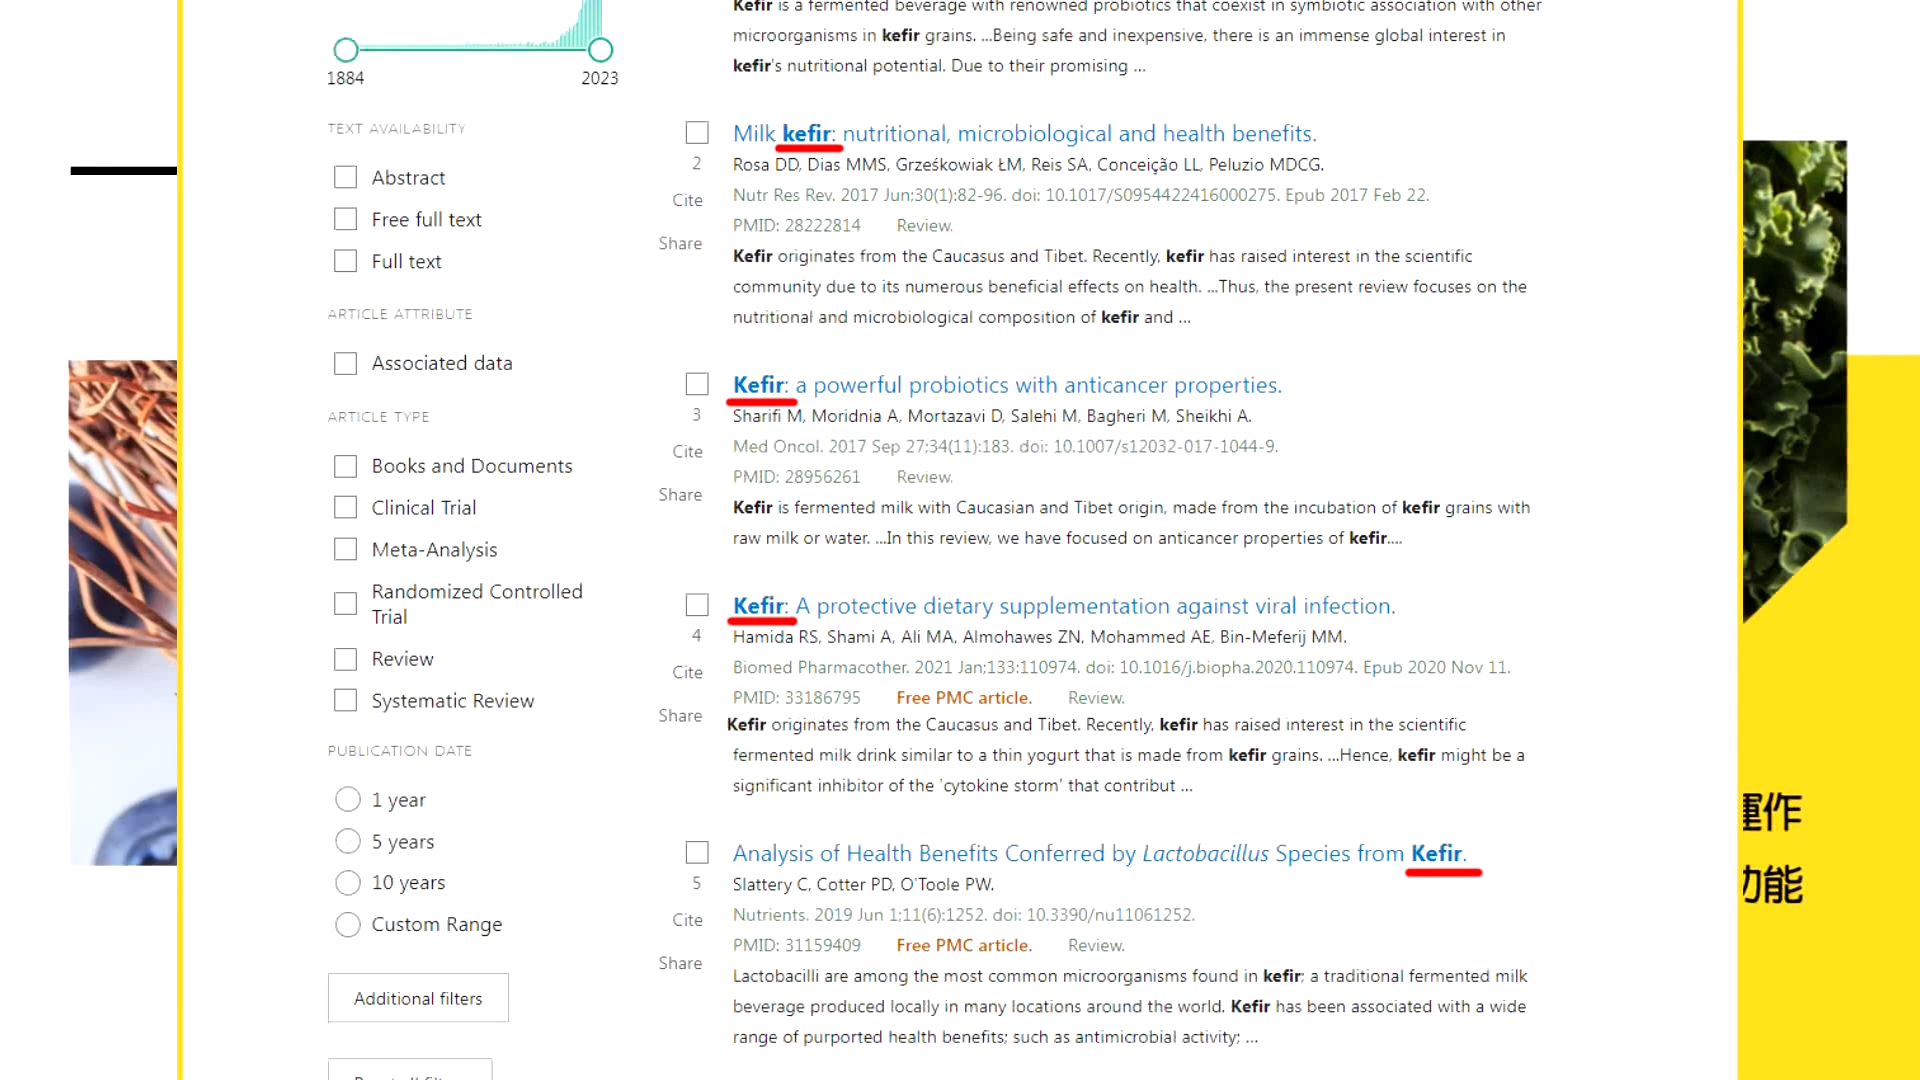 Kefir is a fermented beverage with renowned probiotics that coexist in symbiotic association with other
microorganisms in kefir grains. ...Being safe and inexpensive, there is an immense global interest in
kefir's nutritional potential. Due to their promising ...
1884
2023
TEXT AVAILABILITY
Abstract
Free full text
Full text
ARTICLE ATTRIBUTE
Associated data
ARTICLE TYPE
Books and Documents
Clinical Trial
Meta-Analysis
Randomized Controlled
Trial
Review
Systematic Review
PUBLICATION DATE
1 year
5 years
10 years
Custom Range
Additional filters
Milk kefir: nutritional, microbiological and health benefits.
2
Rosa DD, Dias MMS, Grześkowiak ŁM, Reis SA, Conceição LL, Peluzio MDCG.
Cite
Nutr Res Rev. 2017 Jun;30(1):82-96. doi: 10.1017/S0954422416000275. Epub 2017 Feb 22.
PMID: 28222814 Review.
Share
Kefir originates from the Caucasus and Tibet. Recently, kefir has raised interest in the scientific
community due to its numerous beneficial effects on health. ...Thus, the present review focuses on the
nutritional and microbiological composition of kefir and ...
Kefir: a powerful probiotics with anticancer properties.
3
Sharifi M, Moridnia A, Mortazavi D, Salehi M, Bagheri M, Sheikhi A.
Cite
Med Oncol. 2017 Sep 27;34(11):183. doi: 10.1007/s12032-017-1044-9.
PMID: 28956261 Review.
Share
Kefir is fermented milk with Caucasian and Tibet origin, made from the incubation of kefir grains with
raw milk or water. ...In this review, we have focused on anticancer properties of kefir....
Kefir: A protective dietary supplementation against viral infection.
4
Hamida RS, Shami A, Ali MA, Almohawes ZN, Mohammed AE, Bin-Meferij MM.
Cite
Biomed Pharmacother. 2021 Jan;133:110974. doi: 10.1016/j.biopha.2020.110974. Epub 2020 Nov 11.
PMID: 33186795 Free PMC article. Review.
Share
Kefir originates from the Caucasus and Tibet. Recently, kefir has raised interest in the scientific
fermented milk drink similar to a thin yogurt that is made from kefir grains. ...Hence, kefir might be a
significant inhibitor of the 'cytokine storm' that contribut ...
Analysis of Health Benefits Conferred by Lactobacillus Species from Kefir.
5
Slattery C, Cotter PD, O'Toole PW.
Cite
Nutrients. 2019 Jun 1;11(6):1252. doi: 10.3390/nu11061252.
PMID: 31159409 Free PMC article. Review.
Share
Lactobacilli are among the most common microorganisms found in kefir; a traditional fermented milk
beverage produced locally in many locations around the world. Kefir has been associated with a wide
range of purported health benefits; such as antimicrobial activity; ...
運作
功能